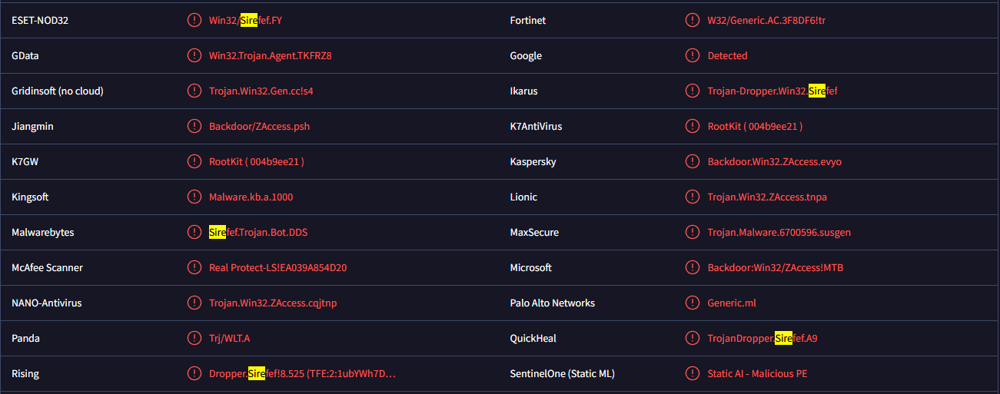 ESET-NOD32 Win32/Sirefef.FY Fortinet W32/Generic.AC.3F8DF6!tr
GData Win32.Trojan.Agent.TKFRZ8 Google Detected
Gridinsoft (no cloud) Trojan.Win32.Gen.cc!s4 Ikarus Trojan-Dropper.Win32.Sirefef
Jiangmin Backdoor/ZAccess.psh K7AntiVirus RootKit ( 004b9ee21 )
K7GW RootKit ( 004b9ee21 ) Kaspersky Backdoor.Win32.ZAccess.evyo
Kingsoft Malware.kb.a.1000 Lionic Trojan.Win32.ZAccess.tnpa
Malwarebytes Sirefef.Trojan.Bot.DDS MaxSecure Trojan.Malware.6700596.susgen
McAfee Scanner Real Protect-LS!EA039A854D20 Microsoft Backdoor:Win32/ZAccess!MTB
NANO-Antivirus Trojan.Win32.ZAccess.cqjtnp Palo Alto Networks Generic.ml
Panda Trj/WLT.A QuickHeal TrojanDropper.Sirefef.A9
Rising Dropper.Sirefef!8.525 (TFE:2:1ubYWh7D… SentinelOne (Static ML) Static AI - Malicious PE